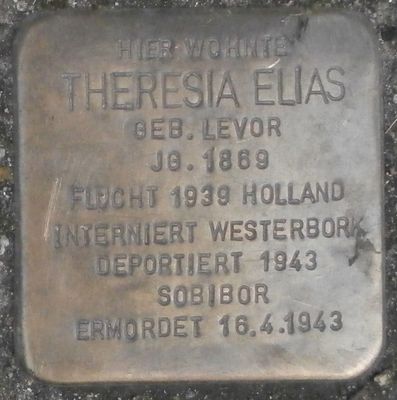 HIER WOHNTE
THERESIA ELIAS
GEB. LEVOR
JG. 1869
FLUCHT 1939 HOLLAND
INTERNIERT WESTERBORK
DEPORTIERT 1943
SOBIBOR
ERMORDET 16.4.1943